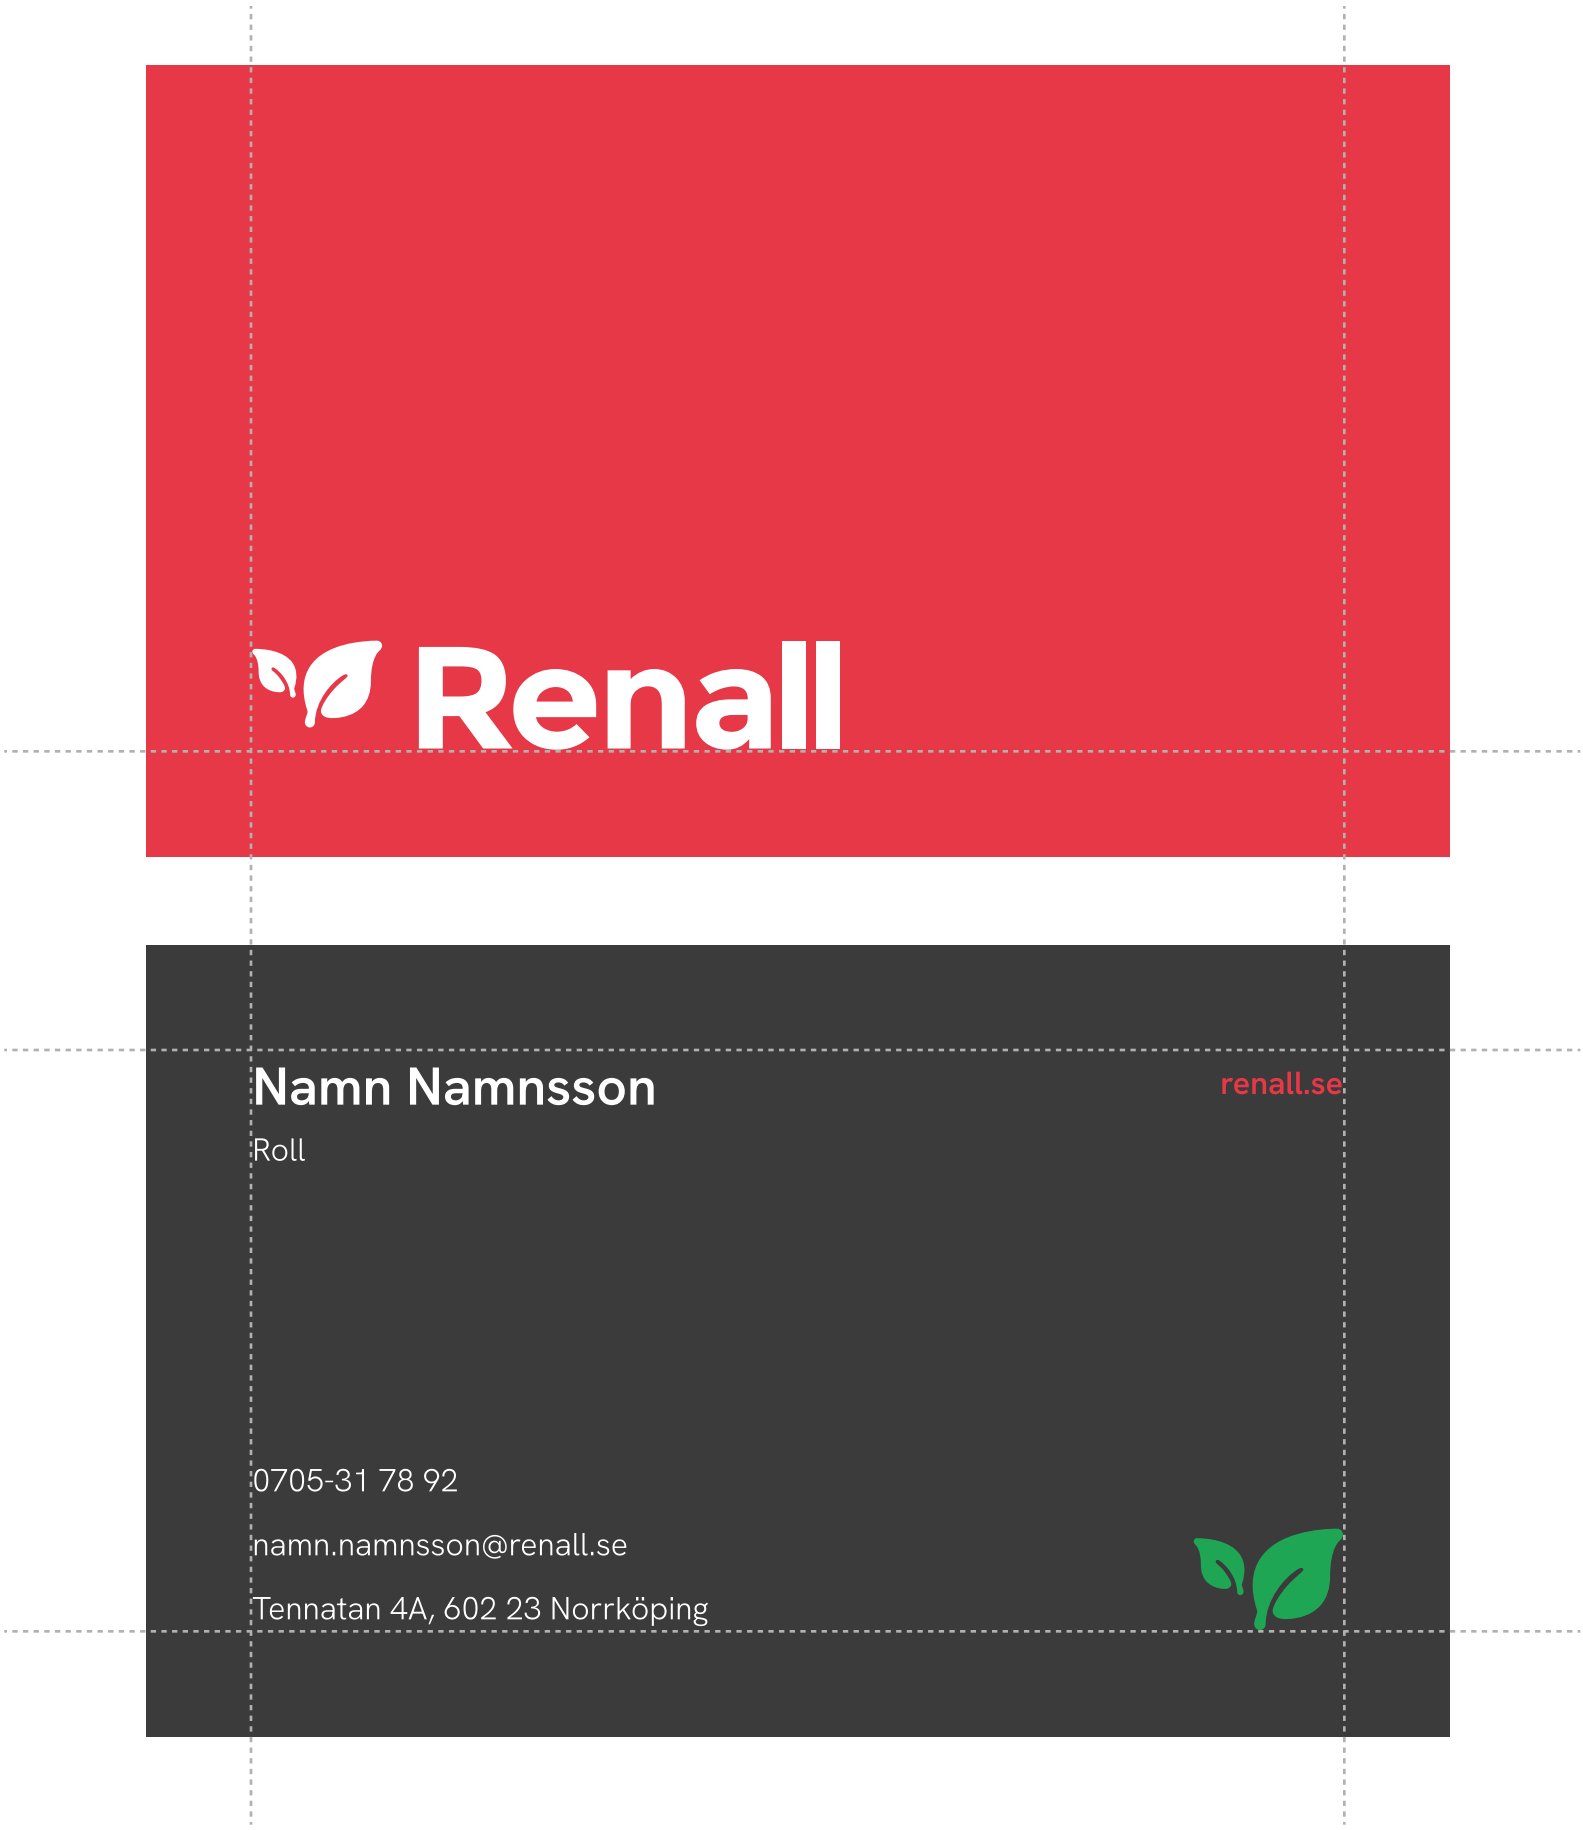 Renall
Namn Namnsson
renall.se
Roll
0705-31 78 92
namn.namnsson@renall.se
Tennatan 4A, 602 23 Norrköping